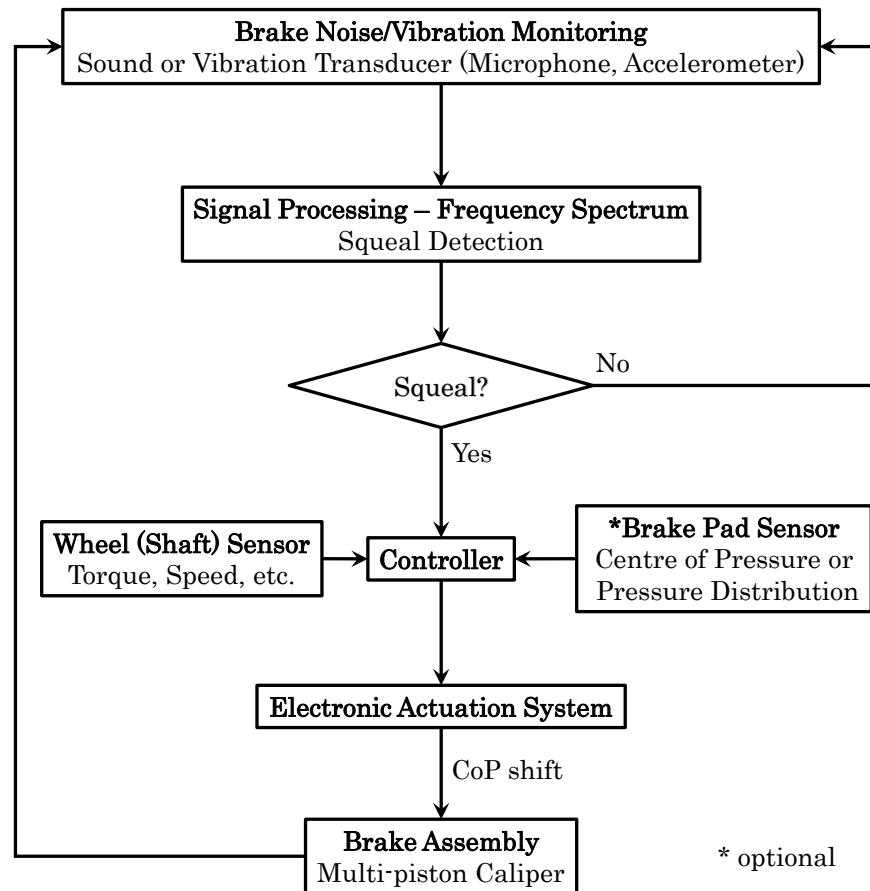 Brake Noise/Vibration Monitoring
Sound or Vibration Transducer (Microphone, Accelerometer)
Signal Processing – Frequency Spectrum
Squeal Detection
Squeal?
No
Yes
Wheel (Shaft) Sensor
Torque, Speed, etc.
Controller
*Brake Pad Sensor
Centre of Pressure or
Pressure Distribution
Electronic Actuation System
CoP shift
Brake Assembly
Multi-piston Caliper
* optional